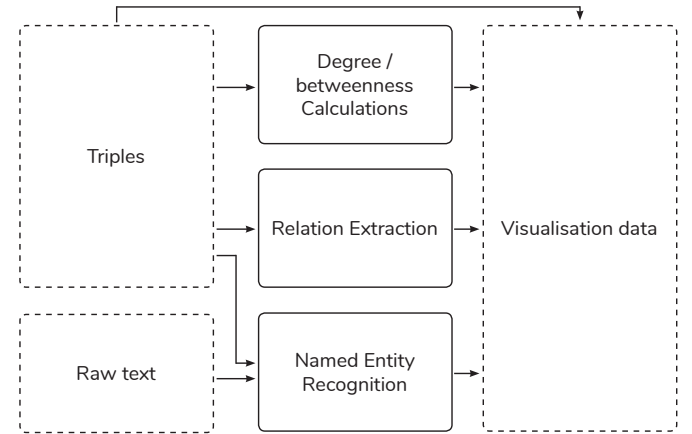 Triples
Raw text
Degree /
betweenness
Calculations
Relation Extraction
Named Entity
Recognition
Visualisation data